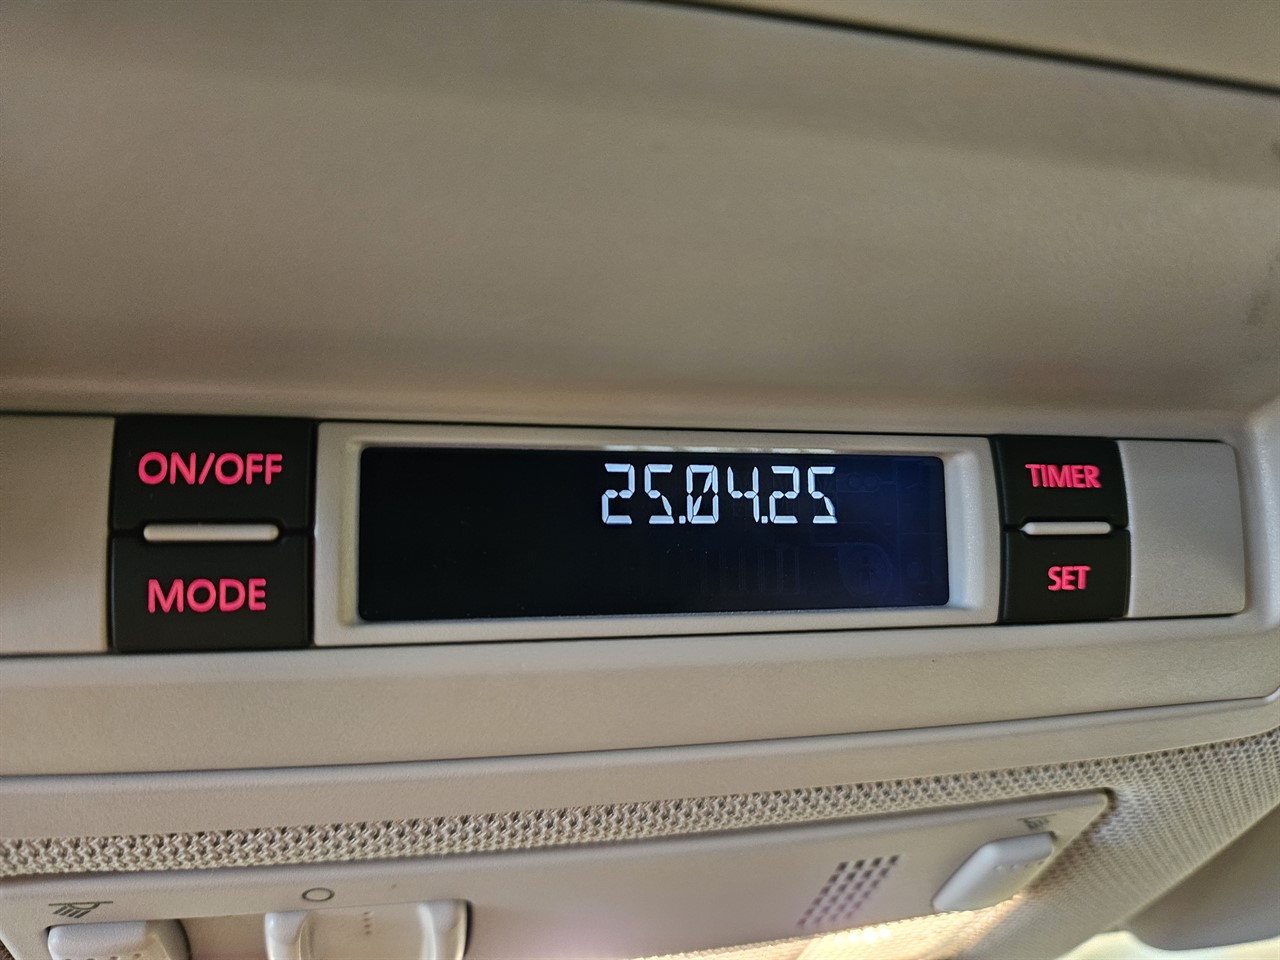 ON/OFF
MODE
25.04.25
TIMER
SET